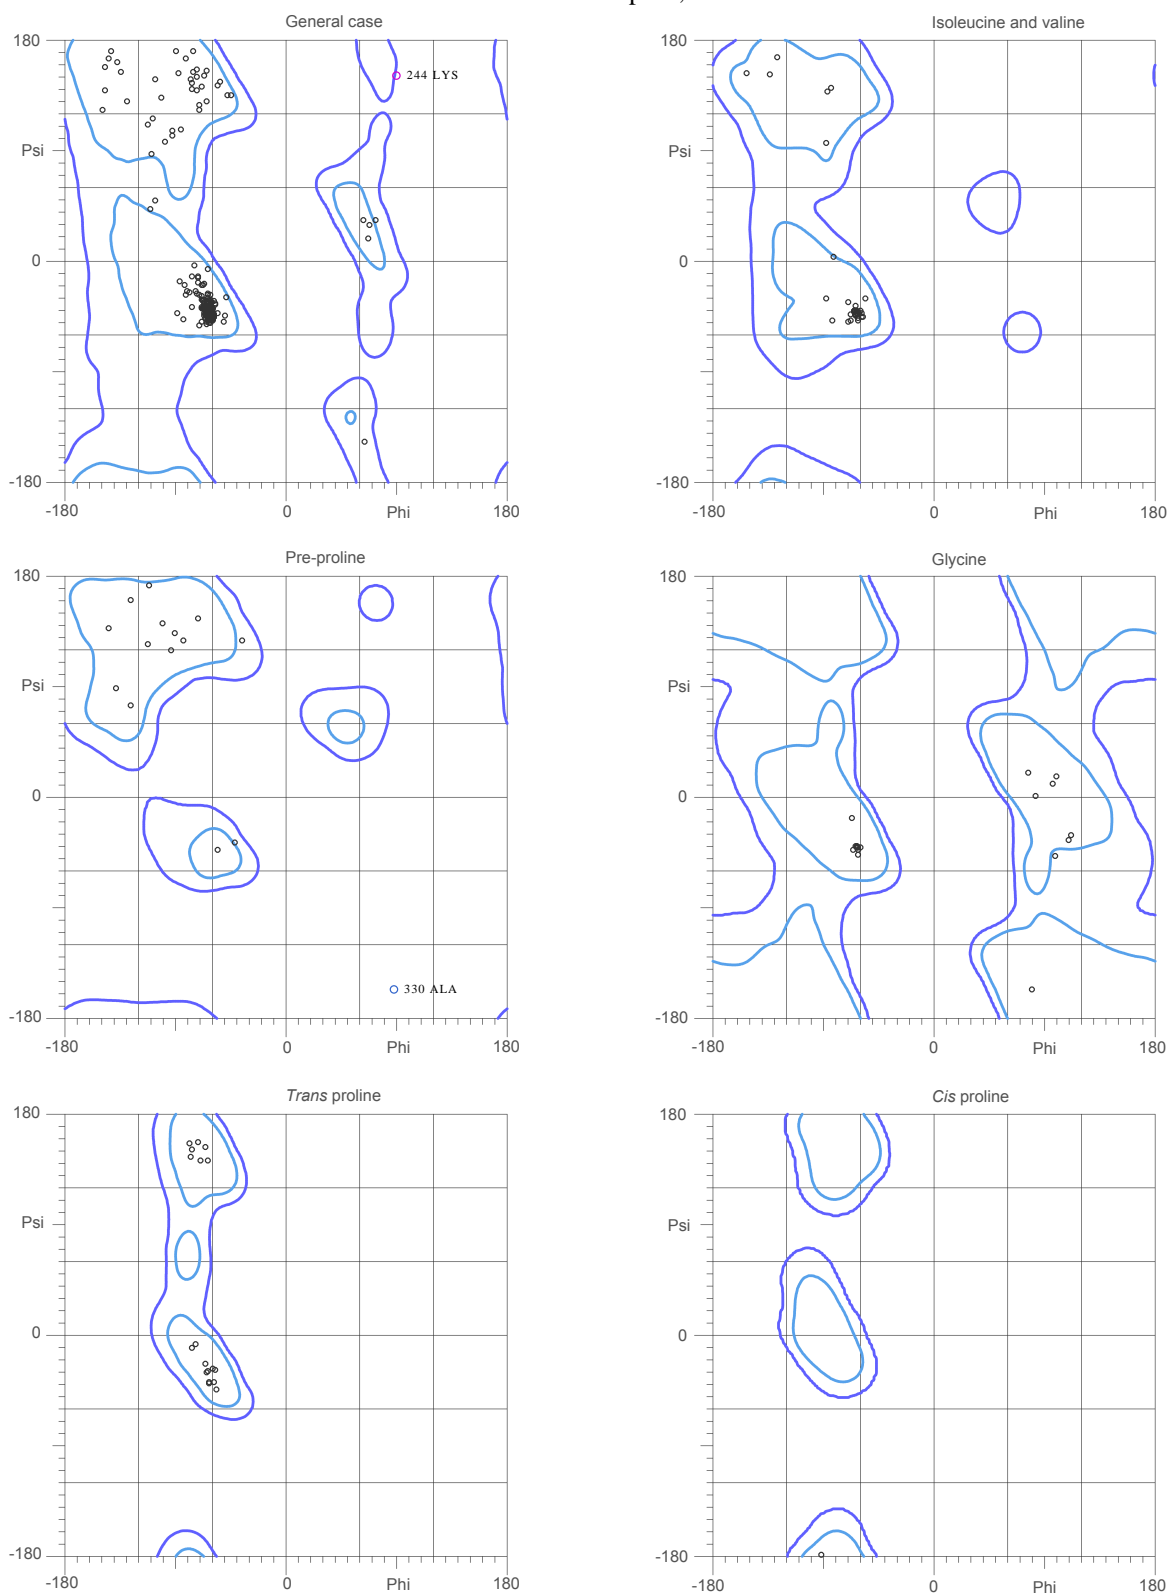 General case
180
244 LYS
Psi
0
-180
-180
0
Phi
180
Isoleucine and valine
180
Psi
0
-180
-180
0
Phi
180
Pre-proline
180
Psi
0
330 ALA
-180
-180
0
Phi
180
Glycine
180
Psi
0
-180
-180
0
Phi
180
Trans proline
180
Psi
0
-180
-180
0
Phi
180
Cis proline
180
Psi
0
-180
-180
0
Phi
180